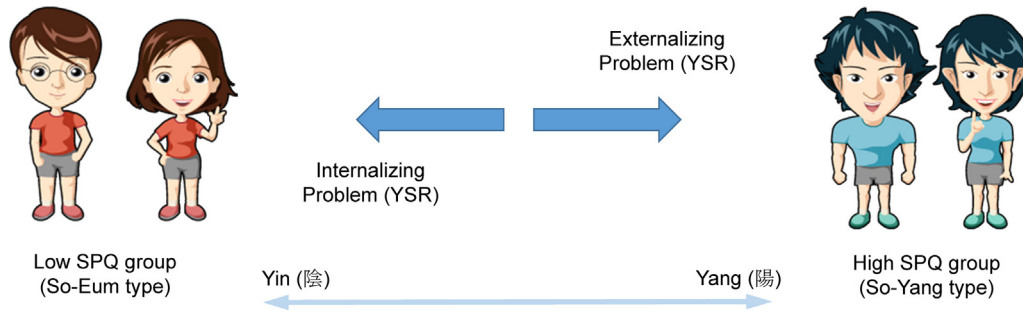 Externalizing
Problem (YSR)
Internalizing
Problem (YSR)
Low SPQ group
(So-Eum type)
Yin (陰)
Yang (陽)
High SPQ group
(So-Yang type)